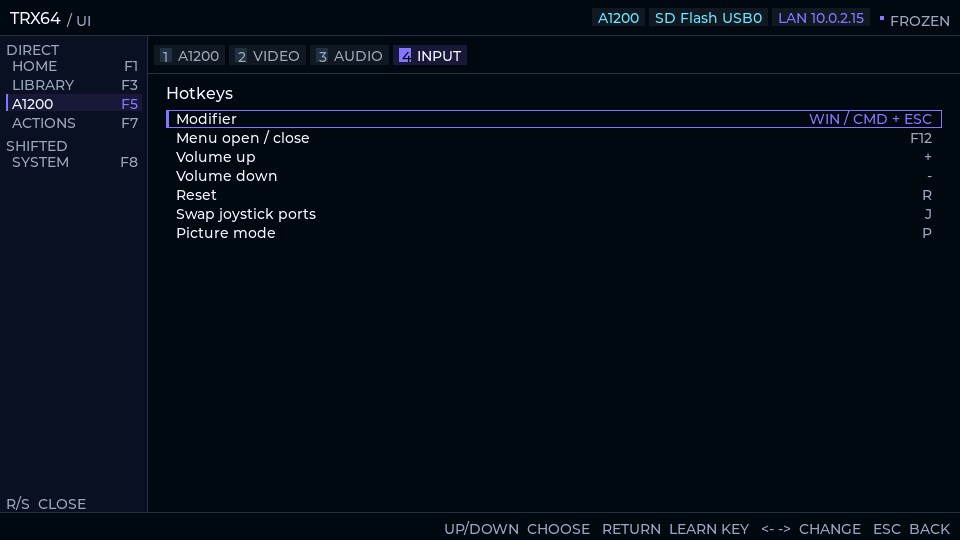 TRX64 / UI
A1200 SD Flash USB0 LAN 10.0.2.15 FROZEN
DIRECT
HOME F1
LIBRARY F3
A1200 F5
ACTIONS F7
SHIFTED
SYSTEM F8
R/S CLOSE
1 A1200 2 VIDEO 3 AUDIO 4 INPUT
Hotkeys
Modifier WIN / CMD + ESC
Menu open / close F12
Volume up +
Volume down -
Reset R
Swap joystick ports J
Picture mode P
UP/DOWN CHOOSE RETURN LEARN KEY <- -> CHANGE ESC BACK